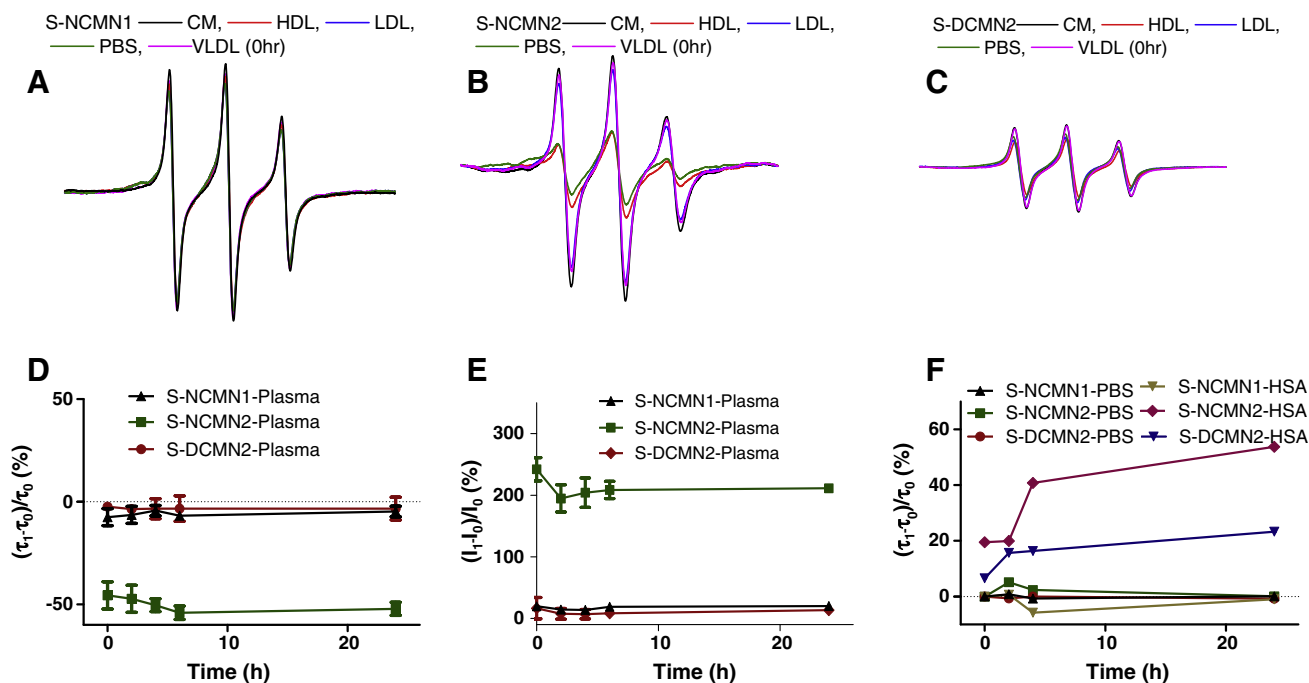 S-NCMN1 CM, HDL, LDL,
PBS, VLDL (0hr)
S-NCMN2 CM, HDL, LDL,
PBS, VLDL (0hr)
S-DCMN2 CM, HDL, LDL,
PBS, VLDL (0hr)
A
B
C
D
S-NCMN1-Plasma
S-NCMN2-Plasma
S-DCMN2-Plasma
50
0
-50
(τ₁-τ₀)/τ₀ (%)
0 10 20
Time (h)
E
S-NCMN1-Plasma
S-NCMN2-Plasma
S-DCMN2-Plasma
300
200
100
0
(I₁-I₀)/I₀ (%)
0 10 20
Time (h)
F
S-NCMN1-PBS S-NCMN1-HSA
S-NCMN2-PBS S-NCMN2-HSA
S-DCMN2-PBS S-DCMN2-HSA
60
40
20
0
(τ₁-τ₀)/τ₀ (%)
0 10 20
Time (h)